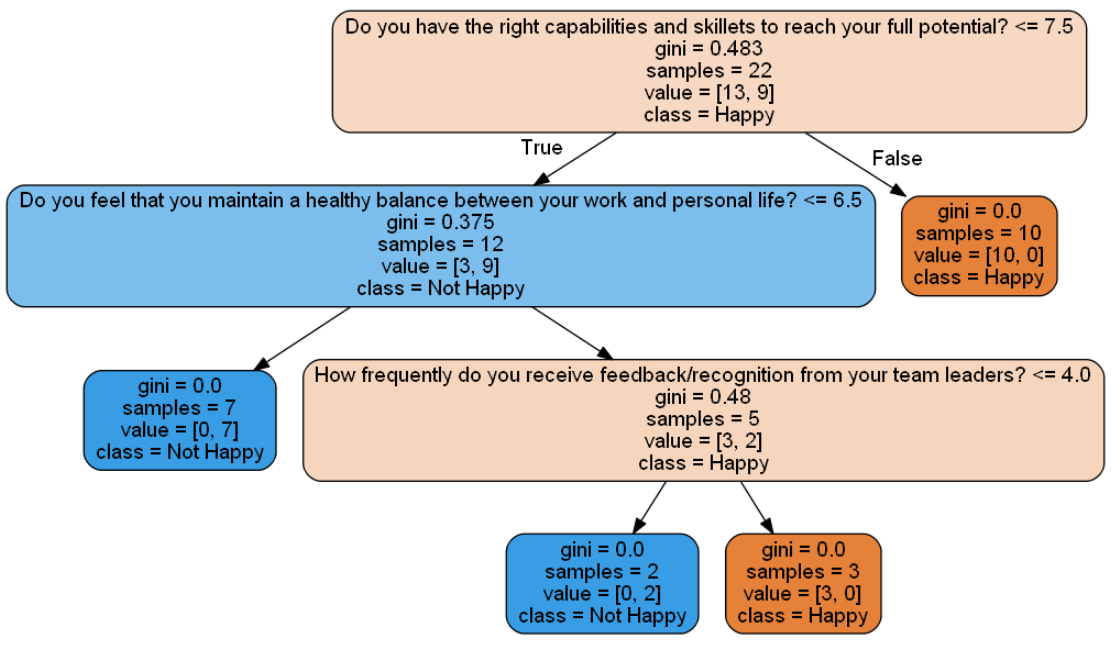 Do you have the right capabilities and skillets to reach your full potential? <= 7.5
gini = 0.483
samples = 22
value = [13, 9]
class = Happy
True
False
Do you feel that you maintain a healthy balance between your work and personal life? <= 6.5
gini = 0.375
samples = 12
value = [3, 9]
class = Not Happy
gini = 0.0
samples = 10
value = [10, 0]
class = Happy
gini = 0.0
samples = 7
value = [0, 7]
class = Not Happy
How frequently do you receive feedback/recognition from your team leaders? <= 4.0
gini = 0.48
samples = 5
value = [3, 2]
class = Happy
gini = 0.0
samples = 2
value = [0, 2]
class = Not Happy
gini = 0.0
samples = 3
value = [3, 0]
class = Happy